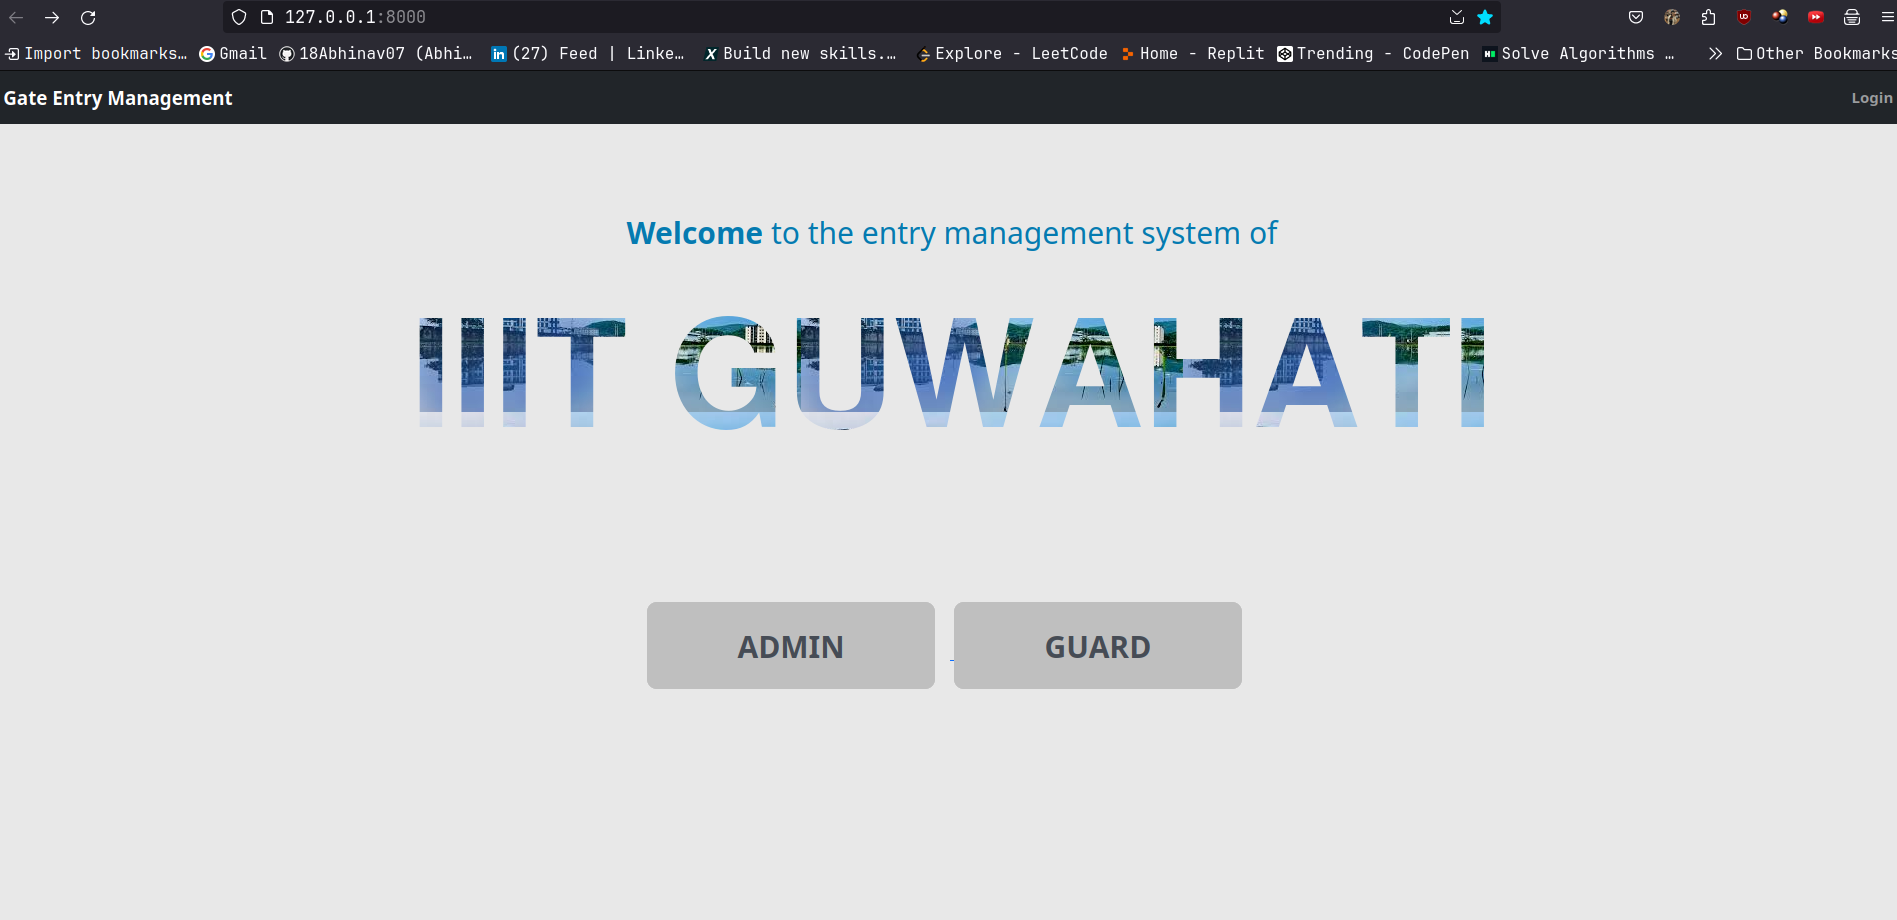 127.0.0.1:8000
Import bookmarks… Gmail 18Abhinav07 (Abhi… (27) Feed | Linke… Build new skills.… Explore - LeetCode Home - Replit Trending - CodePen Solve Algorithms … Other Bookmarks
Gate Entry Management Login
Welcome to the entry management system of
IIIT GUWAHATI
ADMIN GUARD